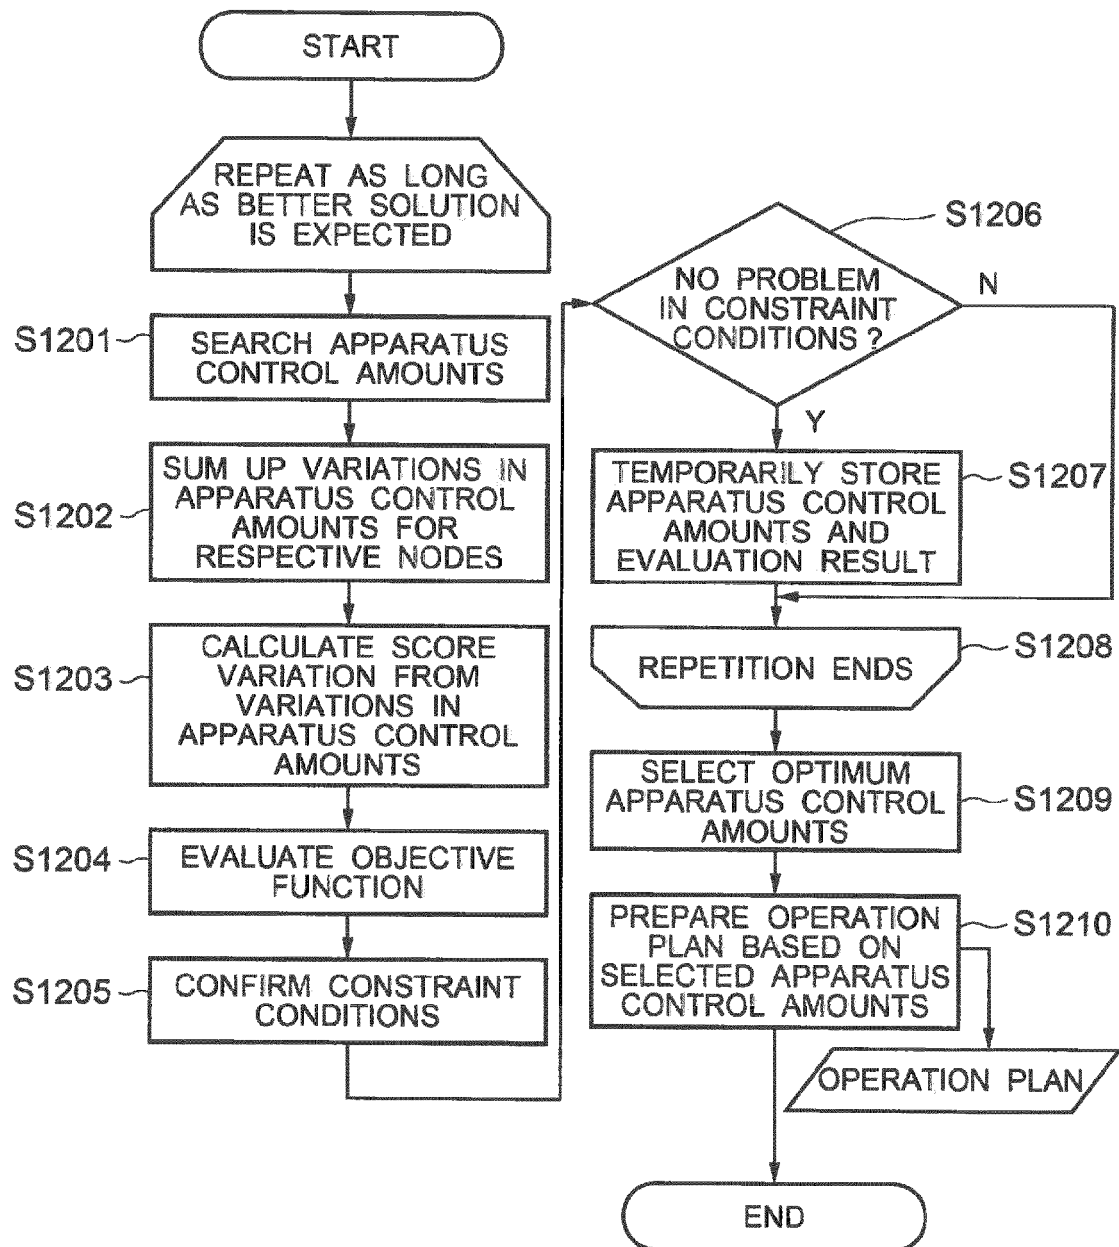 START
REPEAT AS LONG
AS BETTER SOLUTION
IS EXPECTED
S1201
SEARCH APPARATUS
CONTROL AMOUNTS
S1202
SUM UP VARIATIONS IN
APPARATUS CONTROL
AMOUNTS FOR
RESPECTIVE NODES
S1203
CALCULATE SCORE
VARIATION FROM
VARIATIONS IN
APPARATUS CONTROL
AMOUNTS
S1204
EVALUATE OBJECTIVE
FUNCTION
S1205
CONFIRM CONSTRAINT
CONDITIONS
S1206
NO PROBLEM
IN CONSTRAINT
CONDITIONS ?
N
Y
TEMPORARILY STORE
APPARATUS CONTROL
AMOUNTS AND
EVALUATION RESULT
S1207
REPETITION ENDS
S1208
SELECT OPTIMUM
APPARATUS CONTROL
AMOUNTS
S1209
PREPARE OPERATION
PLAN BASED ON
SELECTED APPARATUS
CONTROL AMOUNTS
S1210
OPERATION PLAN
END